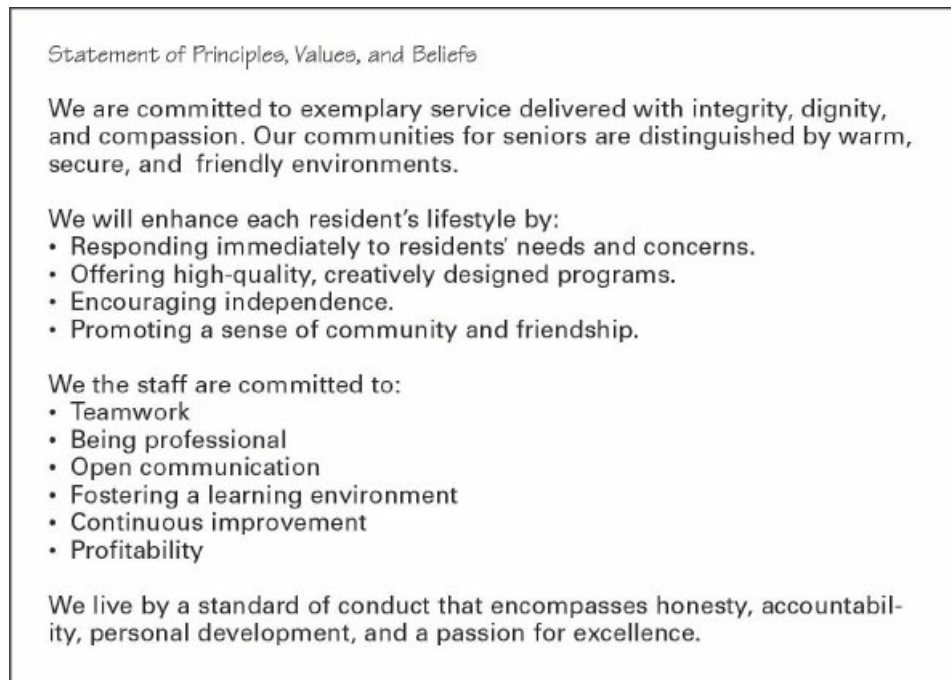 Statement of Principles, Values, and Beliefs
We are committed to exemplary service delivered with integrity, dignity,
and compassion. Our communities for seniors are distinguished by warm,
secure, and friendly environments.
We will enhance each resident's lifestyle by:
• Responding immediately to residents' needs and concerns.
• Offering high-quality, creatively designed programs.
• Encouraging independence.
• Promoting a sense of community and friendship.
We the staff are committed to:
• Teamwork
• Being professional
• Open communication
• Fostering a learning environment
• Continuous improvement
• Profitability
We live by a standard of conduct that encompasses honesty, accountabil-
ity, personal development, and a passion for excellence.